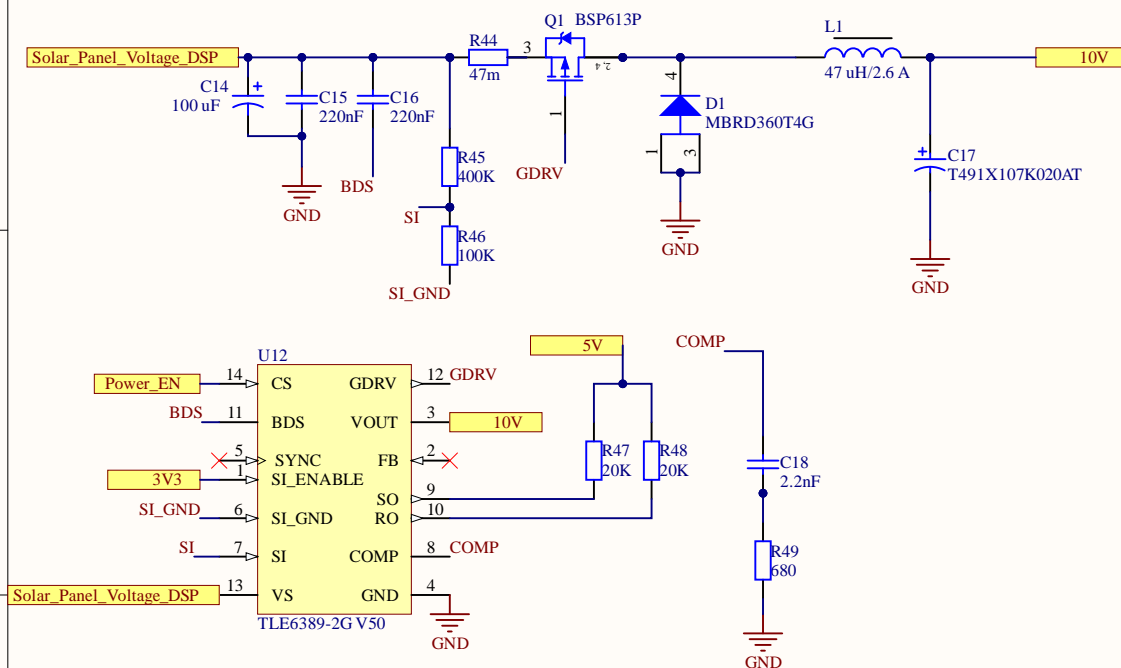 Q1 BSP613P
L1
Solar_Panel_Voltage_DSP
R44
47m
3
2,4
1
GDRV
47 uH/2.6 A
10V
C14
100 uF
+
C15
220nF
C16
220nF
BDS
GND
R45
400K
SI
R46
100K
SI_GND
4
D1
MBRD360T4G
1
3
GND
+
C17
T491X107K020AT
GND
U12
Power_EN
14
CS
GDRV
12
GDRV
BDS
11
BDS
VOUT
3
10V
5
SYNC
FB
2
3V3
1
SI_ENABLE
SO
9
SI_GND
6
SI_GND
RO
10
SI
7
SI
COMP
8
COMP
Solar_Panel_Voltage_DSP
13
VS
GND
4
TLE6389-2G V50
GND
5V
R47
20K
R48
20K
COMP
C18
2.2nF
R49
680
GND